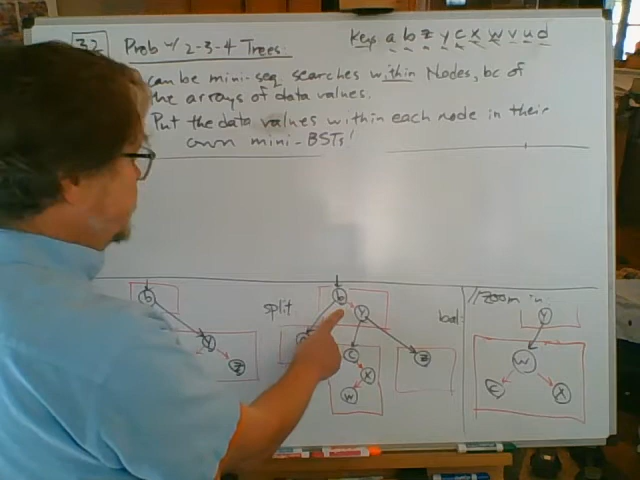 32 Prob w/ 2-3-4 Trees. Keys a b z y c x w v u d
can be mini-seq. searches within Nodes, bc of
the arrays of data values.
Put the data values within each node in their
own mini-BSTs!
split
// Zoom in
b
y
z
b
y
c
x
w
z
y
w
c
x